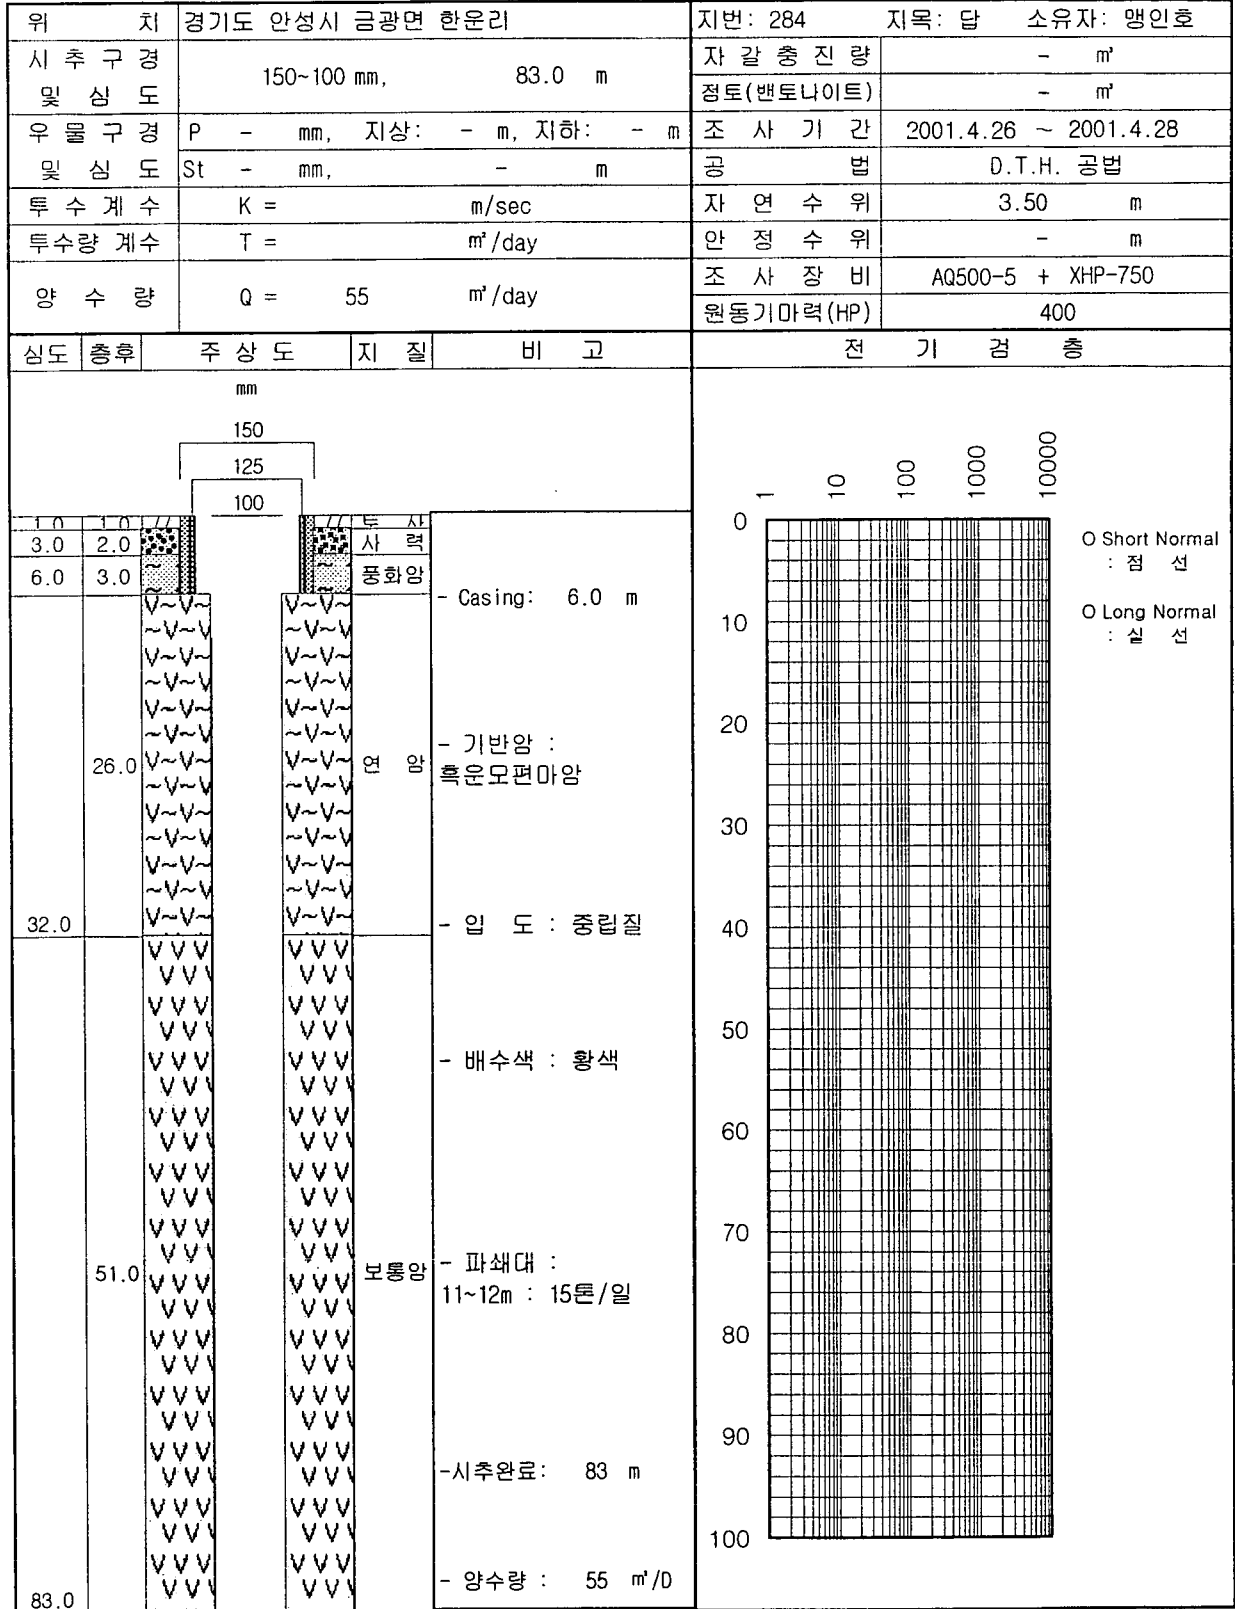 위 치 경기도 안성시 금광면 한운리 지번: 284 지목: 답 소유자: 맹인호
시 추 구 경 및 심 도 150~100 mm, 83.0 m
자 갈 충 진 량 - ㎥
점토(밴토나이트) - ㎥
우 물 구 경 및 심 도 P - mm, 지상: - m, 지하: - m
St - mm, - m
조 사 기 간 2001.4.26 ~ 2001.4.28
공 법 D.T.H. 공법
투 수 계 수 K = m/sec
자 연 수 위 3.50 m
투수량 계수 T = ㎡/day
안 정 수 위 - m
양 수 량 Q = 55 ㎥/day
조 사 장 비 AQ500-5 + XHP-750
원동기마력(HP) 400
심도 층후 주 상 도 지 질 비 고 전 기 검 층
mm
150
125
100
1.0 1.0 토 사
3.0 2.0 사 력
6.0 3.0 풍화암
- Casing: 6.0 m
26.0 연 암
- 기반암 :
흑운모편마암
32.0
- 입 도 : 중립질
- 배수색 : 황색
51.0 보통암
- 파쇄대 :
11~12m : 15톤/일
-시추완료: 83 m
- 양수량 : 55 ㎥/D
83.0
1 10 100 1000 10000
0
10
20
30
40
50
60
70
80
90
100
O Short Normal
: 점 선
O Long Normal
: 실 선